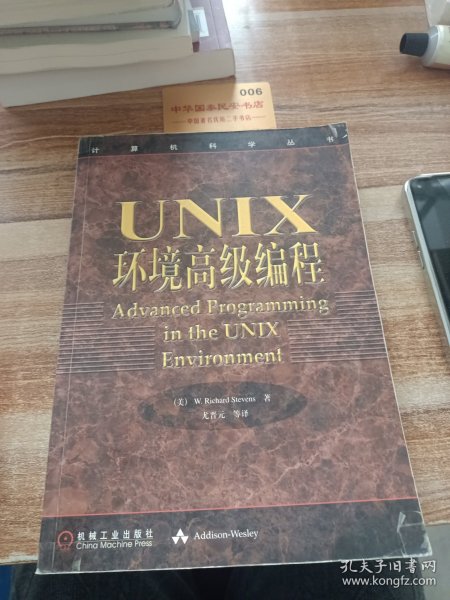 006
中华国泰民安书店
计算机科学丛书
UNIX
环境高级编程
Advanced Programming
in the UNIX
Environment
(美) W. Richard Stevens 著
尤晋元 等译
机械工业出版社
China Machine Press
Addison-Wesley
孔夫子旧书网
www.kongfz.com